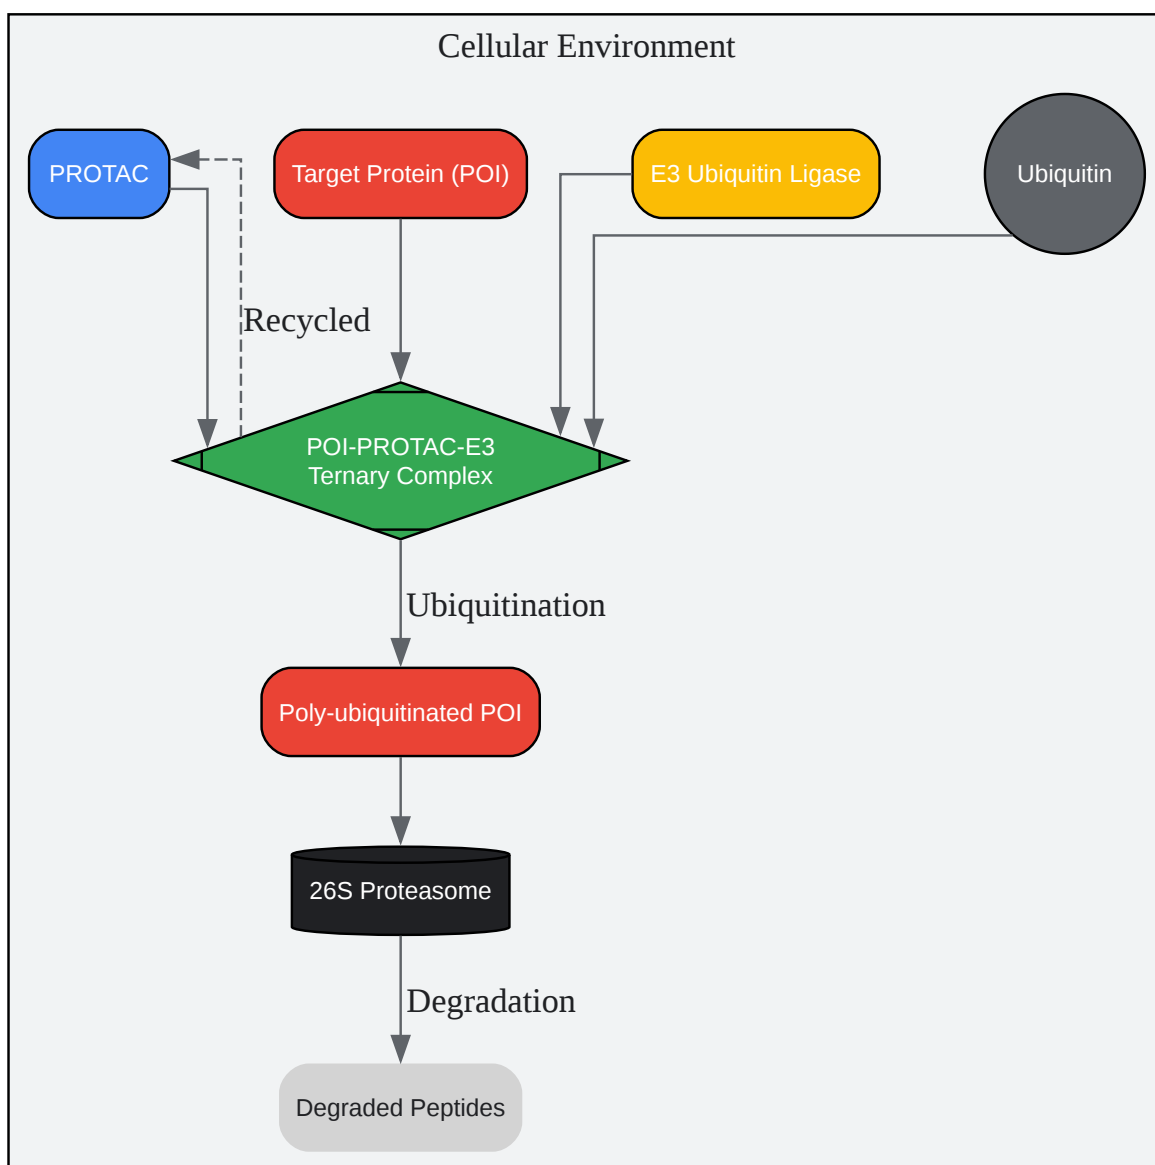 Cellular Environment
PROTAC
Target Protein (POI)
E3 Ubiquitin Ligase
Ubiquitin
Recycled
POI-PROTAC-E3
Ternary Complex
Ubiquitination
Poly-ubiquitinated POI
26S Proteasome
Degradation
Degraded Peptides